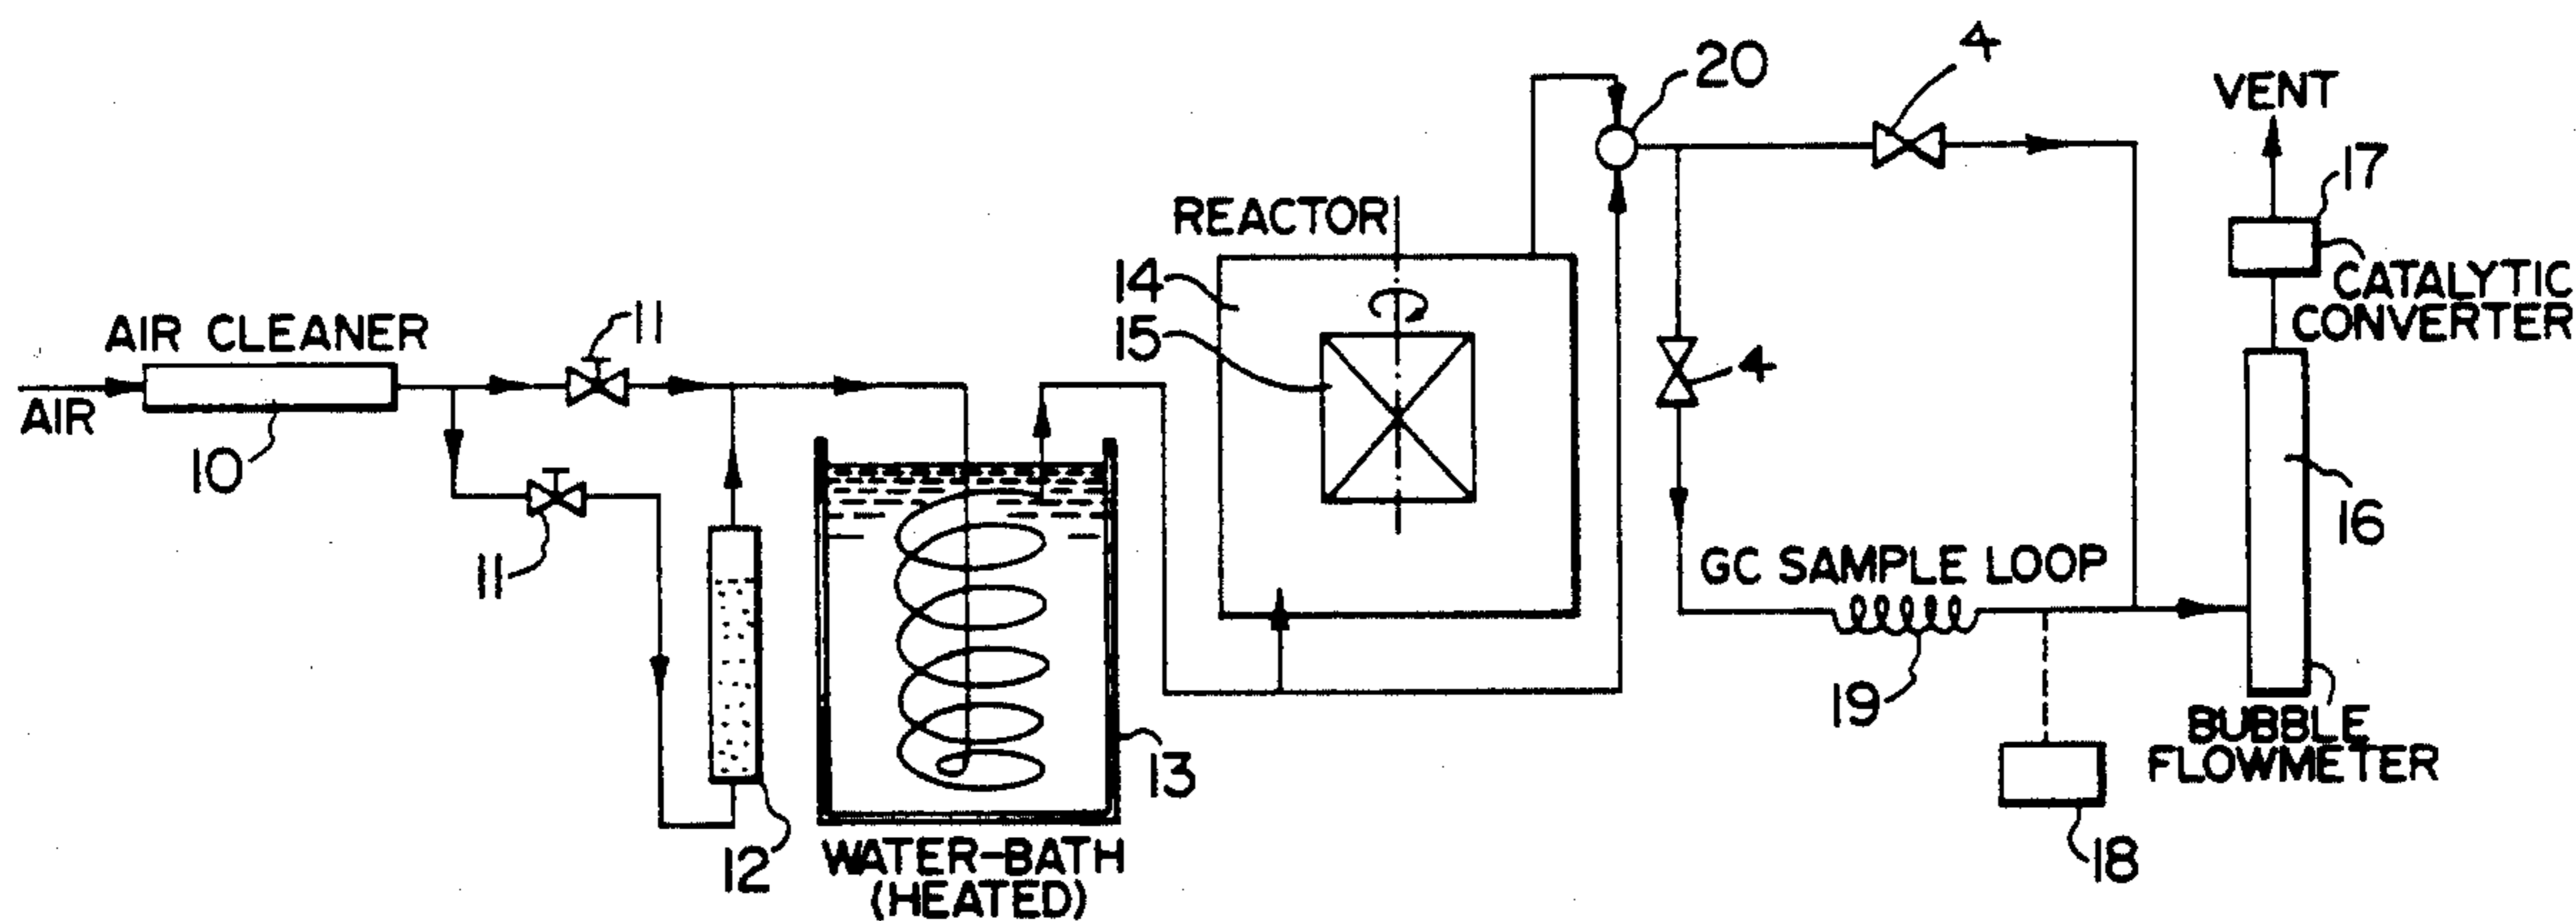 20
4
VENT
17
REACTOR
CATALYTIC
CONVERTER
14
15
11
AIR CLEANER
4
AIR
10
16
11
GC SAMPLE LOOP
19
13
BUBBLE
FLOWMETER
12
WATER-BATH
(HEATED)
18